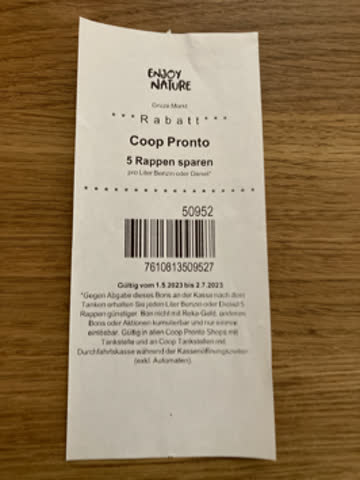 ENJOY
NATURE
***Rabatt***
Coop Pronto
5 Rappen sparen
pro Liter Benzin oder Diesel*
50952
7610813509527
Gültig vom 1.5.2023 bis 2.7.2023
*Gegen Abgabe dieses Bons an der Kasse nach dem
Tanken erhalten Sie jeden Liter Benzin oder Diesel 5
Rappen günstiger. Bon nicht mit Reka-Geld, anderen
Bons oder Aktionen kumulierbar und nur einmal
einlösbar. Gültig in allen Coop Pronto Shops mit
Tankstelle und an Coop Tankstellen mit
Durchfahrtskasse während der Kassenöffnungszeiten
(exkl. Automaten).